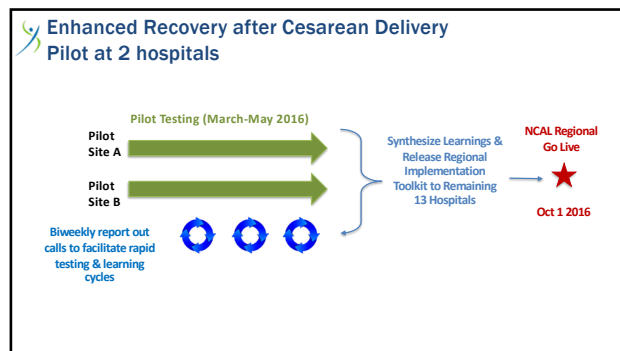 Enhanced Recovery after Cesarean Delivery
Pilot at 2 hospitals
Pilot Testing (March-May 2016)
Pilot
Site A
Pilot
Site B
Biweekly report out
calls to facilitate rapid
testing & learning
cycles
Synthesize Learnings &
Release Regional
Implementation
Toolkit to Remaining
13 Hospitals
NCAL Regional
Go Live
Oct 1 2016